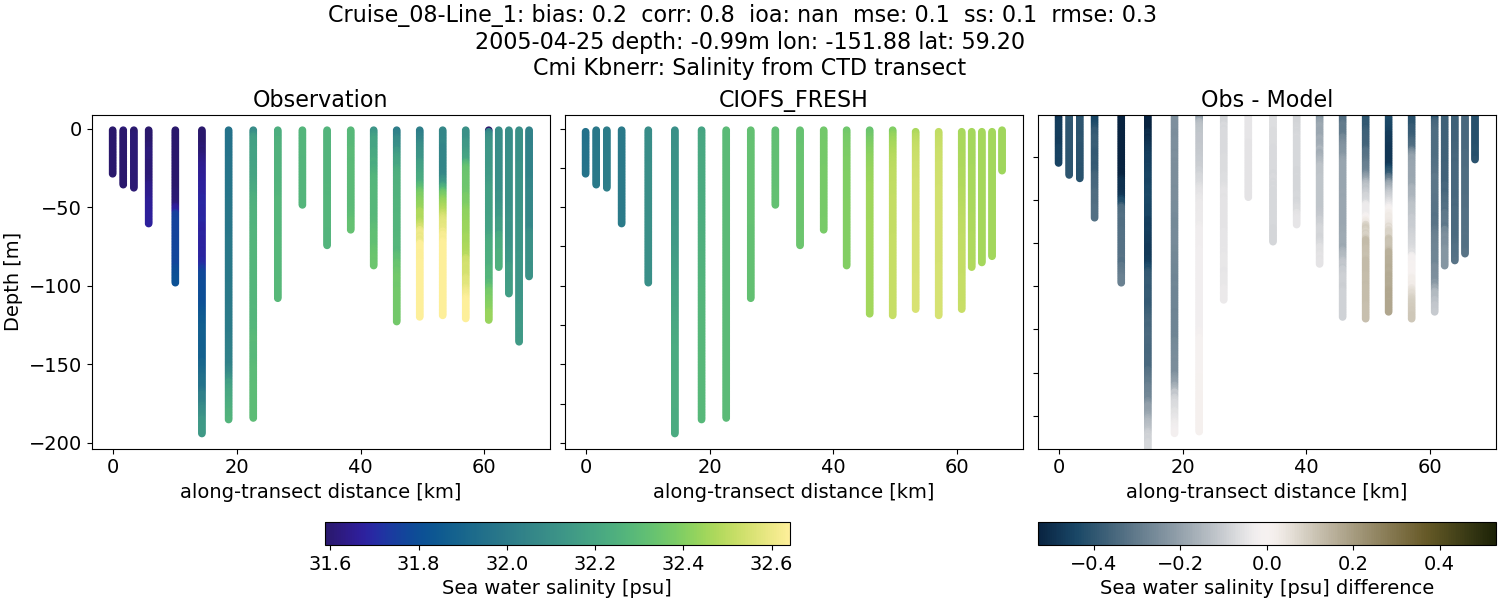 Cruise_08-Line_1: bias: 0.2  corr: 0.8  ioa: nan  mse: 0.1  ss: 0.1  rmse: 0.3
2005-04-25 depth: -0.99m lon: -151.88 lat: 59.20
Cmi Kbnerr: Salinity from CTD transect
Observation
CIOFS_FRESH
Obs - Model
Depth [m]
0
−50
−100
−150
−200
0 20 40 60
0 20 40 60
0 20 40 60
along-transect distance [km]
along-transect distance [km]
along-transect distance [km]
31.6 31.8 32.0 32.2 32.4 32.6
Sea water salinity [psu]
−0.4 −0.2 0.0 0.2 0.4
Sea water salinity [psu] difference